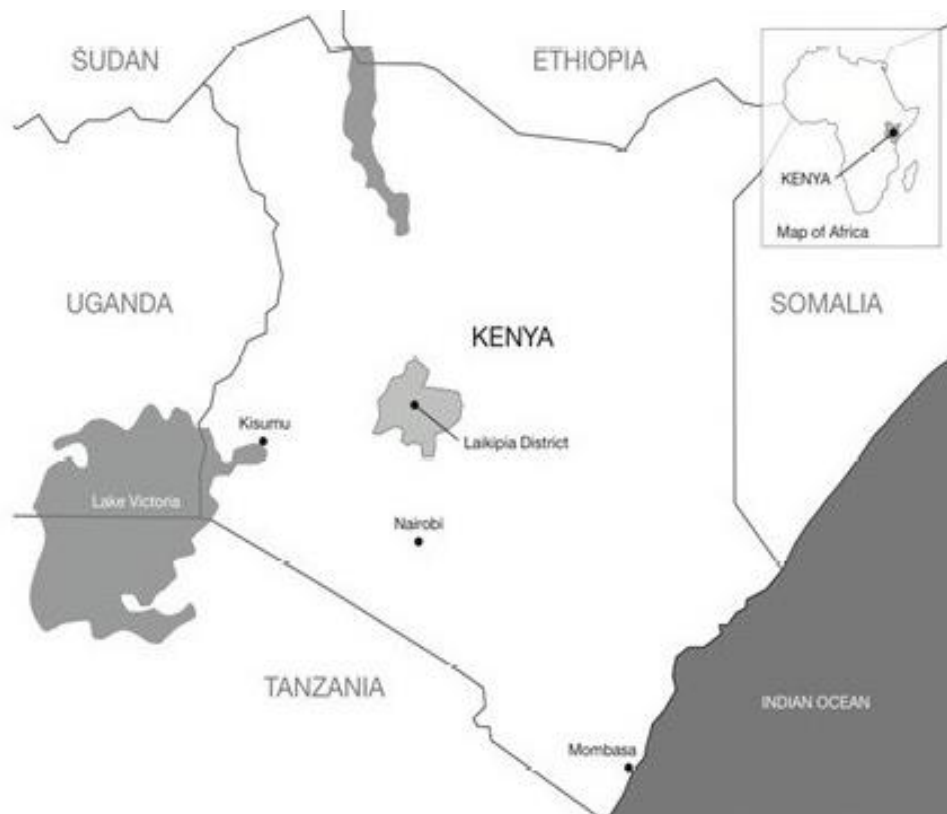 SUDAN
ETHIOPIA
KENYA
Map of Africa
UGANDA
SOMALIA
KENYA
Kisumu
Laikipia District
Lake Victoria
Nairobi
TANZANIA
INDIAN OCEAN
Mombasa